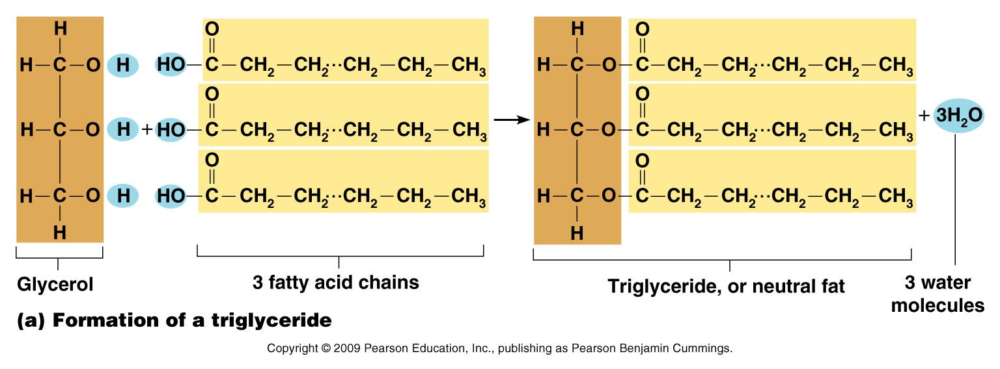 H H
O O
H—C—O H HO—C—CH2—CH2···CH2—CH2—CH3 H—C—O—C—CH2—CH2···CH2—CH2—CH3
O O
H—C—O H + HO—C—CH2—CH2···CH2—CH2—CH3 H—C—O—C—CH2—CH2···CH2—CH2—CH3 + 3H2O
O O
H—C—O H HO—C—CH2—CH2···CH2—CH2—CH3 H—C—O—C—CH2—CH2···CH2—CH2—CH3
H H
Glycerol
3 fatty acid chains
Triglyceride, or neutral fat
3 water
molecules
(a) Formation of a triglyceride
Copyright © 2009 Pearson Education, Inc., publishing as Pearson Benjamin Cummings.